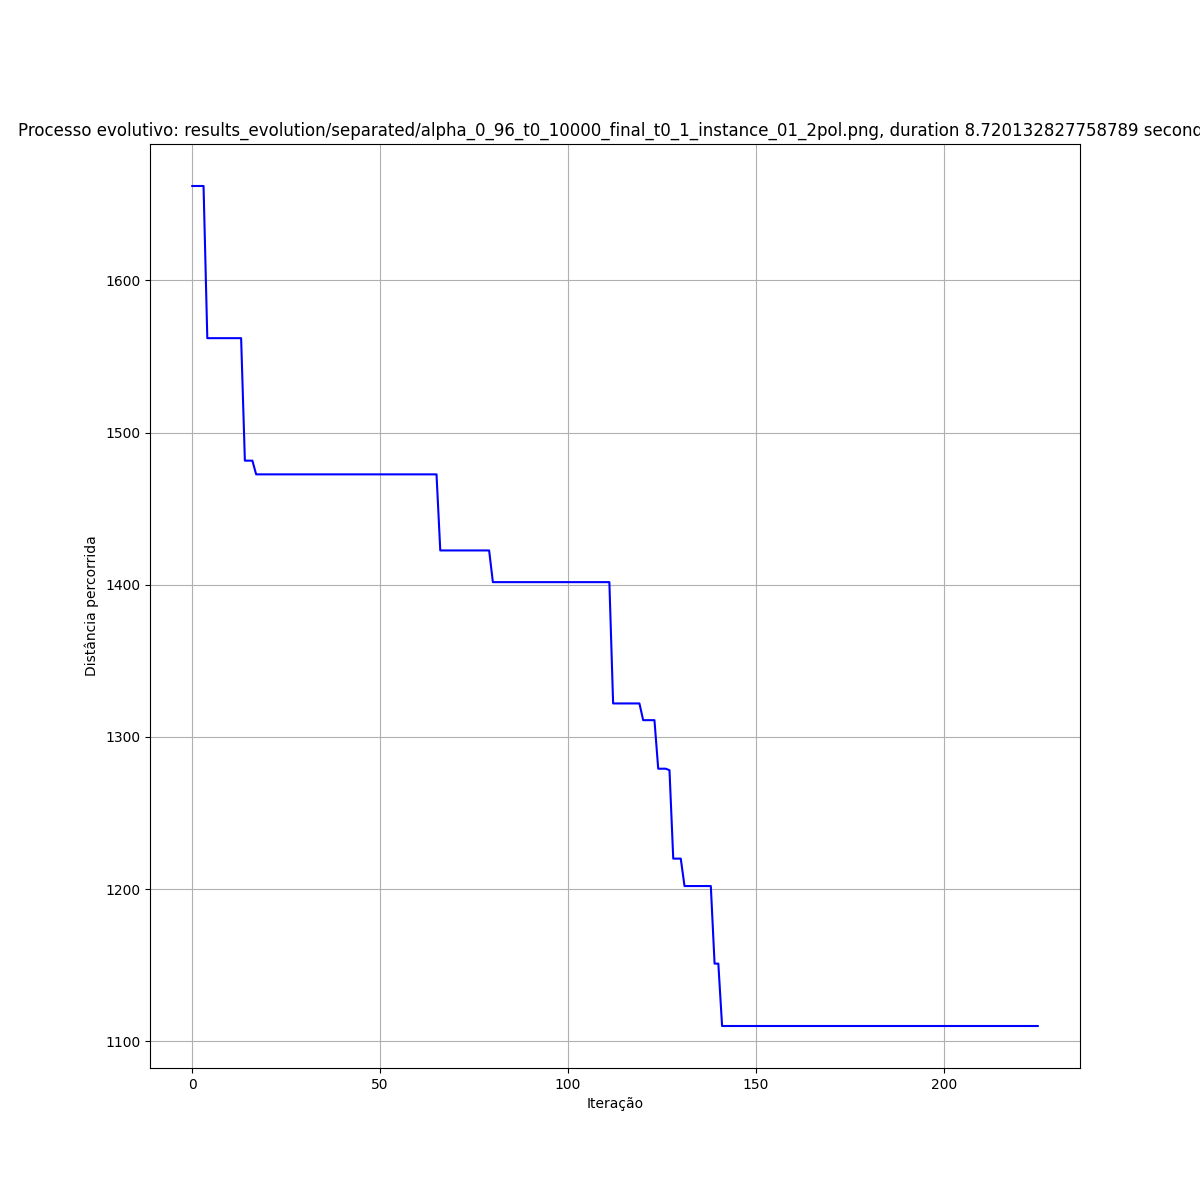 Processo evolutivo: results_evolution/separated/alpha_0_96_t0_10000_final_t0_1_instance_01_2pol.png, duration 8.720132827758789 second
1600
1500
1400
1300
1200
1100
Distância percorrida
0 50 100 150 200
Iteração